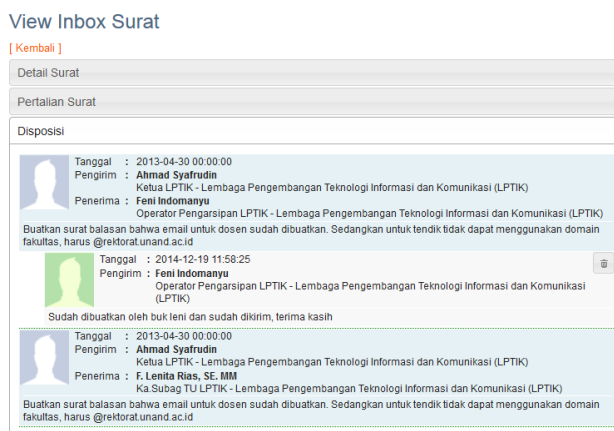 View Inbox Surat
[ Kembali ]
Detail Surat
Pertalian Surat
Disposisi
Tanggal : 2013-04-30 00:00:00
Pengirim : Ahmad Syafrudin
Ketua LPTIK - Lembaga Pengembangan Teknologi Informasi dan Komunikasi (LPTIK)
Penerima : Feni Indomanyu
Operator Pengarsipan LPTIK - Lembaga Pengembangan Teknologi Informasi dan Komunikasi (LPTIK)
Buatkan surat balasan bahwa email untuk dosen sudah dibuatkan. Sedangkan untuk tendik tidak dapat menggunakan domain
fakultas, harus @rektorat.unand.ac.id
Tanggal : 2014-12-19 11:58:25
Pengirim : Feni Indomanyu
Operator Pengarsipan LPTIK - Lembaga Pengembangan Teknologi Informasi dan Komunikasi
(LPTIK)
Sudah dibuatkan oleh buk leni dan sudah dikirim, terima kasih
Tanggal : 2013-04-30 00:00:00
Pengirim : Ahmad Syafrudin
Ketua LPTIK - Lembaga Pengembangan Teknologi Informasi dan Komunikasi (LPTIK)
Penerima : F. Lenita Rias, SE. MM
Ka.Subag TU LPTIK - Lembaga Pengembangan Teknologi Informasi dan Komunikasi (LPTIK)
Buatkan surat balasan bahwa email untuk dosen sudah dibuatkan. Sedangkan untuk tendik tidak dapat menggunakan domain
fakultas, harus @rektorat.unand.ac.id